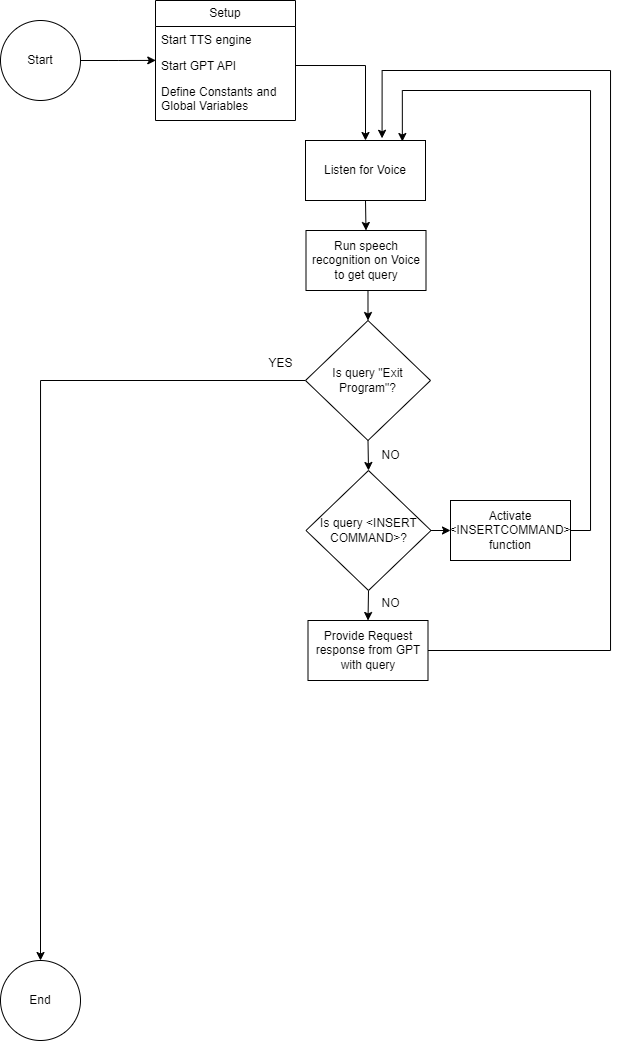 Setup
Start
Start TTS engine
Start GPT API
Define Constants and
Global Variables
Listen for Voice
Run speech
recognition on Voice
to get query
YES
Is query "Exit
Program"?
NO
Is query <INSERT
COMMAND>?
Activate
<INSERTCOMMAND>
function
NO
Provide Request
response from GPT
with query
End